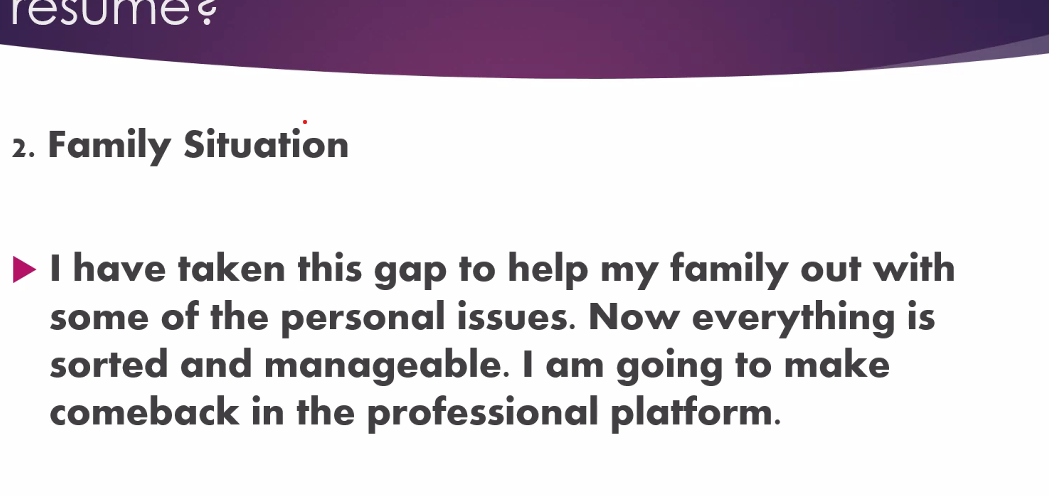 resume?
2. Family Situation
I have taken this gap to help my family out with
some of the personal issues. Now everything is
sorted and manageable. I am going to make
comeback in the professional platform.